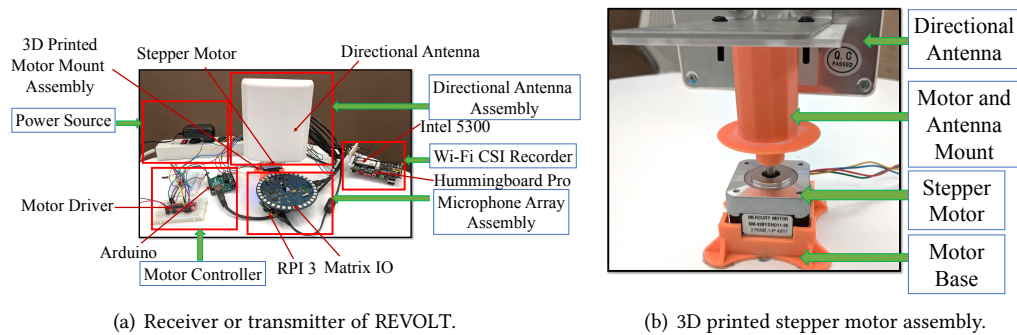 3D Printed
Motor Mount
Assembly
Stepper Motor
Directional Antenna
Power Source
Directional Antenna
Assembly
Intel 5300
Wi-Fi CSI Recorder
Hummingboard Pro
Microphone Array
Assembly
Motor Driver
Arduino
Motor Controller
RPI 3
Matrix IO
(a) Receiver or transmitter of REVOLT.
Directional
Antenna
Q.C
PASSED
Motor and
Antenna
Mount
Stepper
Motor
MERCURY MOTOR
Motor
Base
(b) 3D printed stepper motor assembly.